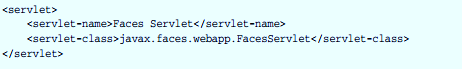 <servlet>
    <servlet-name>Faces Servlet</servlet-name>
    <servlet-class>javax.faces.webapp.FacesServlet</servlet-class>
</servlet>